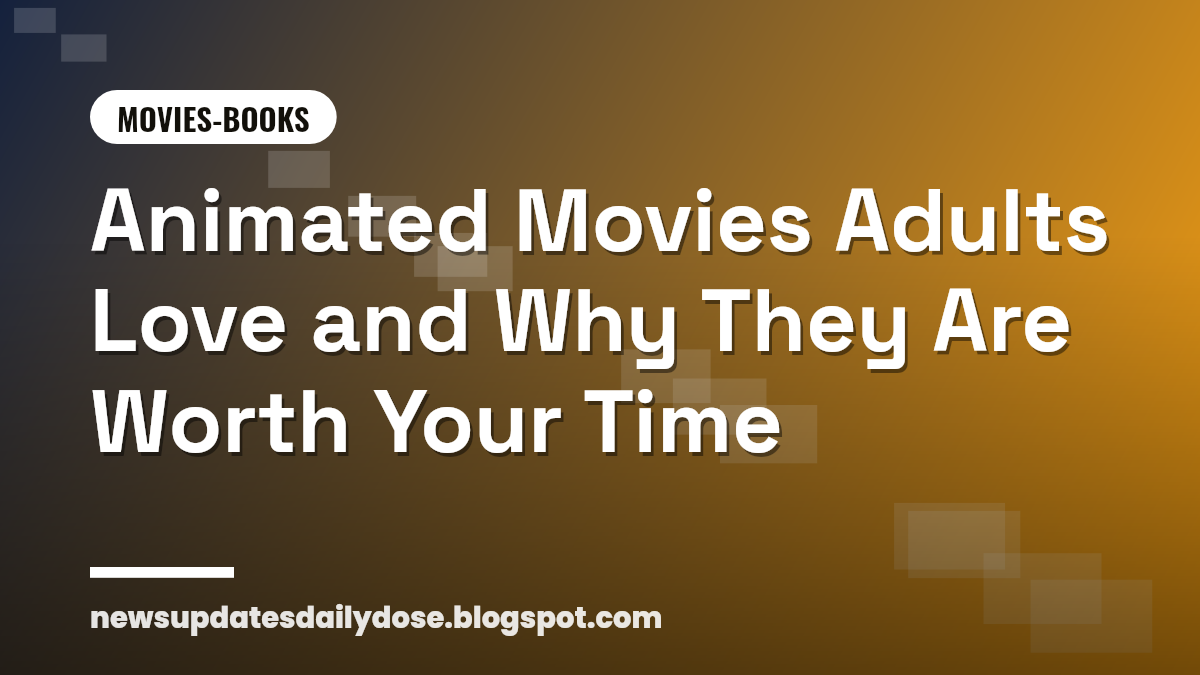 MOVIES-BOOKS
Animated Movies Adults
Love and Why They Are
Worth Your Time
newsupdatesdailydose.blogspot.com